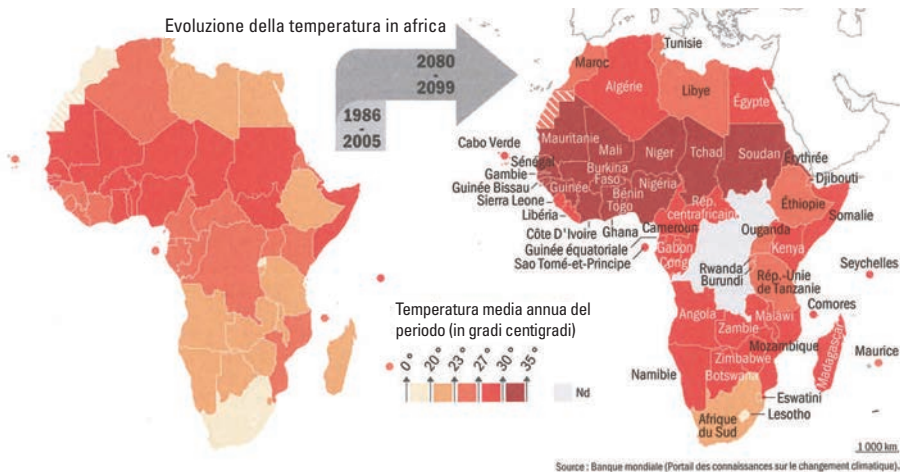 Evoluzione della temperatura in africa
2080
-
2099
1986
-
2005
Tunisie
Maroc
Algérie
Libye
Égypte
Cabo Verde
Mauritanie
Mali
Niger
Tchad
Soudan
Érythrée
Sénégal
Gambie
Burkina
Faso
Djibouti
Guinée Bissau
Guinée
Bénin
Nigéria
Togo
Sierra Leone
Rép.
centrafricaine
Éthiopie
Libéria
Somalie
Côte D'Ivoire
Ghana
Cameroun
Ouganda
Guinée équatoriale
Gabon
Kenya
Sao Tomé-et-Principe
Congo
Rwanda
Burundi
Rép.-Unie
de Tanzanie
Seychelles
Comores
Temperatura media annua del
periodo (in gradi centigradi)
0°
20°
23°
27°
30°
35°
Nd
Angola
Malawi
Zambie
Mozambique
Zimbabwe
Madagascar
Maurice
Namibie
Botswana
Eswatini
Lesotho
Afrique
du Sud
1 000 km
Source : Banque mondiale (Portail des connaissances sur le changement climatique).